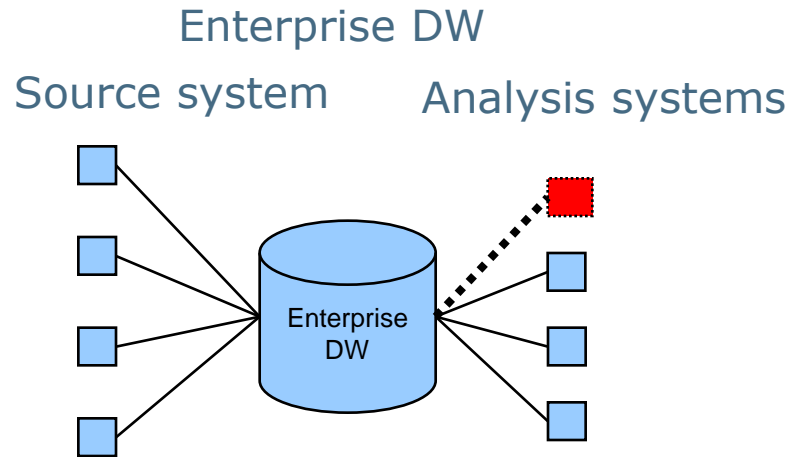 Enterprise DW
Source system
Analysis systems
Enterprise
DW